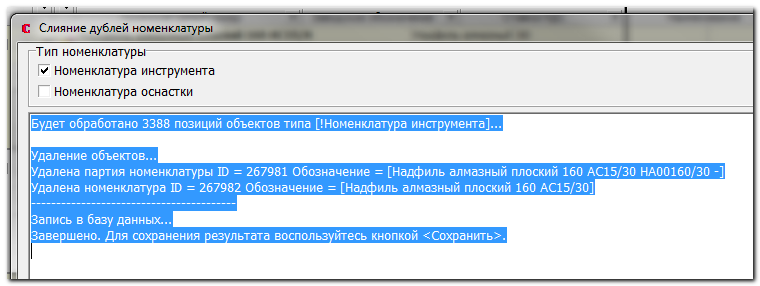 Слияние дублей номенклатуры
Тип номенклатуры
Номенклатура инструмента
Номенклатура оснастки
Будет обработано 3388 позиций объектов типа [!Номенклатура инструмента]...
Удаление объектов...
Удалена партия номенклатуры ID = 267981 Обозначение = [Надфиль алмазный плоский 160 АС15/30 НА00160/30 -]
Удалена номенклатура ID = 267982 Обозначение = [Надфиль алмазный плоский 160 АС15/30]
----------------------------------------
Запись в базу данных...
Завершено. Для сохранения результата воспользуйтесь кнопкой <Сохранить>.